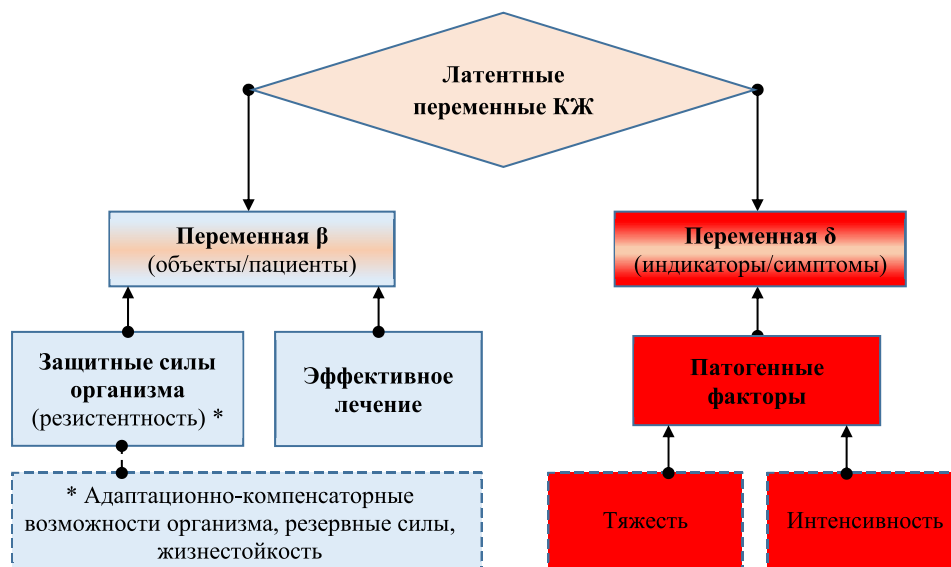 Латентные
переменные КЖ
Переменная β
(объекты/пациенты)
Переменная δ
(индикаторы/симптомы)
Защитные силы
организма
(резистентность) *
Эффективное
лечение
Патогенные
факторы
* Адаптационно-компенсаторные
возможности организма, резервные силы,
жизнестойкость
Тяжесть
Интенсивность